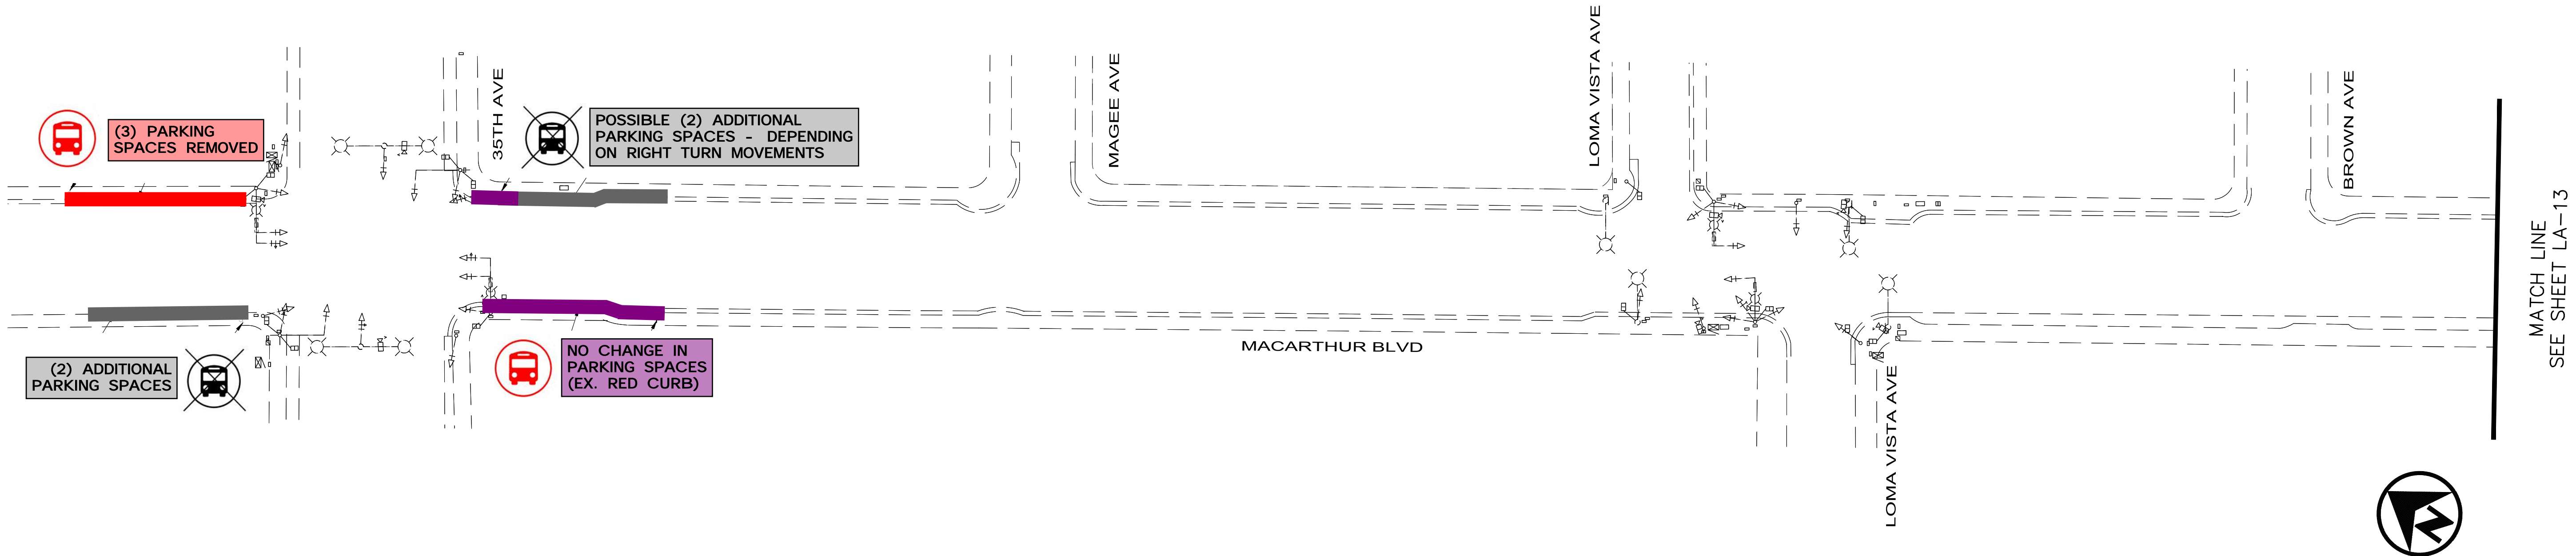 (3) PARKING
SPACES REMOVED
35TH AVE
POSSIBLE (2) ADDITIONAL
PARKING SPACES - DEPENDING
ON RIGHT TURN MOVEMENTS
MAGEE AVE
LOMA VISTA AVE
BROWN AVE
MATCH LINE
SEE SHEET LA-13
(2) ADDITIONAL
PARKING SPACES
NO CHANGE IN
PARKING SPACES
(EX. RED CURB)
MACARTHUR BLVD
LOMA VISTA AVE
N